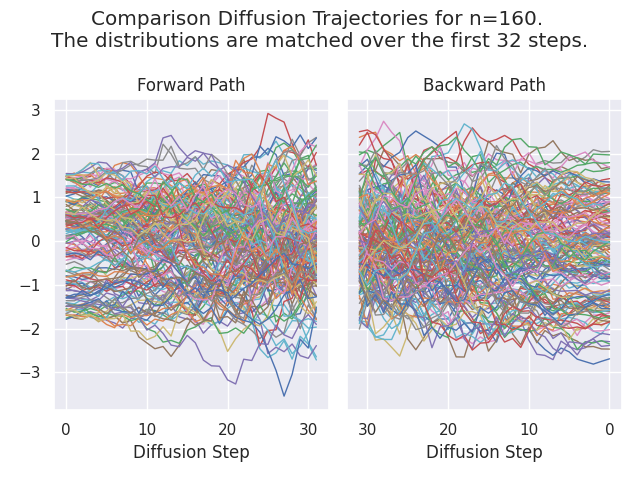 Comparison Diffusion Trajectories for n=160.
The distributions are matched over the first 32 steps.
Forward Path
Backward Path
3
2
1
0
−1
−2
−3
0
10
20
30
30
20
10
0
Diffusion Step
Diffusion Step